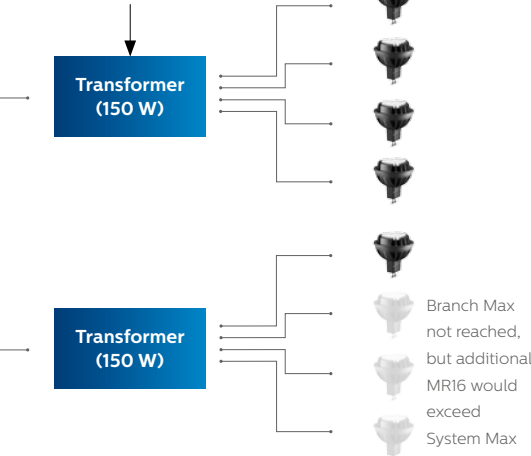 Transformer
(150 W)
Transformer
(150 W)
Branch Max
not reached,
but additional
MR16 would
exceed
System Max